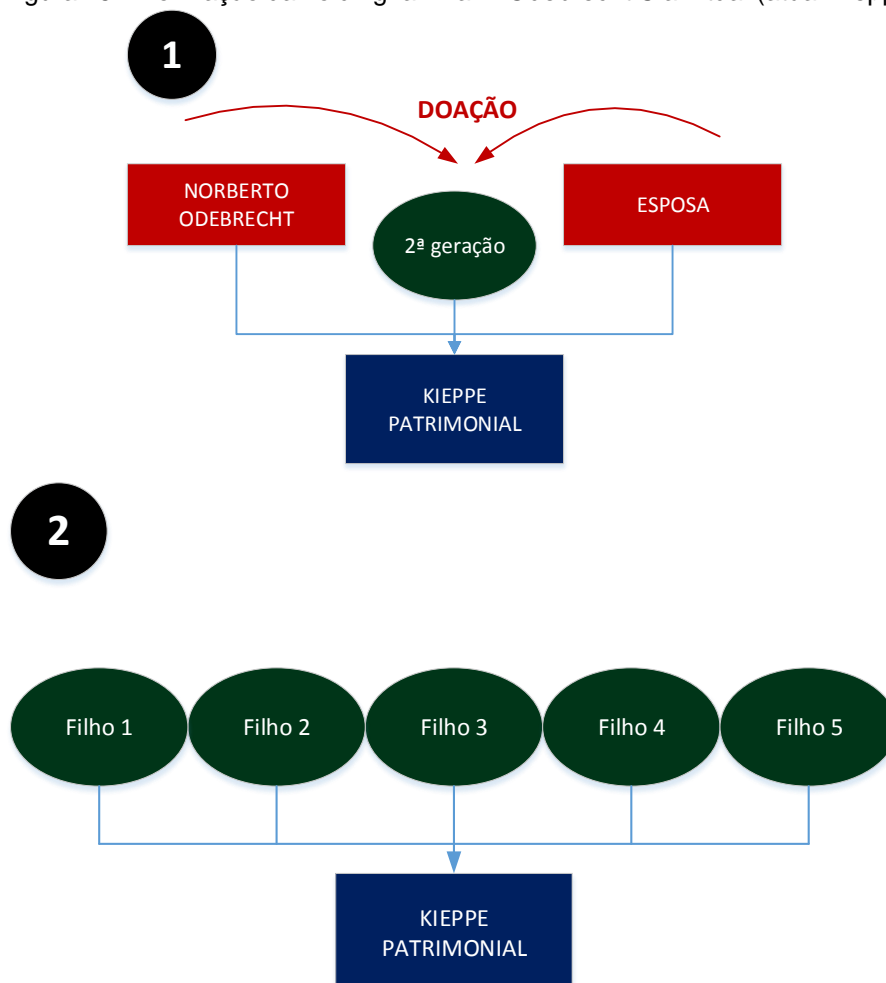 1
DOAÇÃO
NORBERTO
ODEBRECHT
2ª geração
ESPOSA
KIEPPE
PATRIMONIAL
2
Filho 1
Filho 2
Filho 3
Filho 4
Filho 5
KIEPPE
PATRIMONIAL